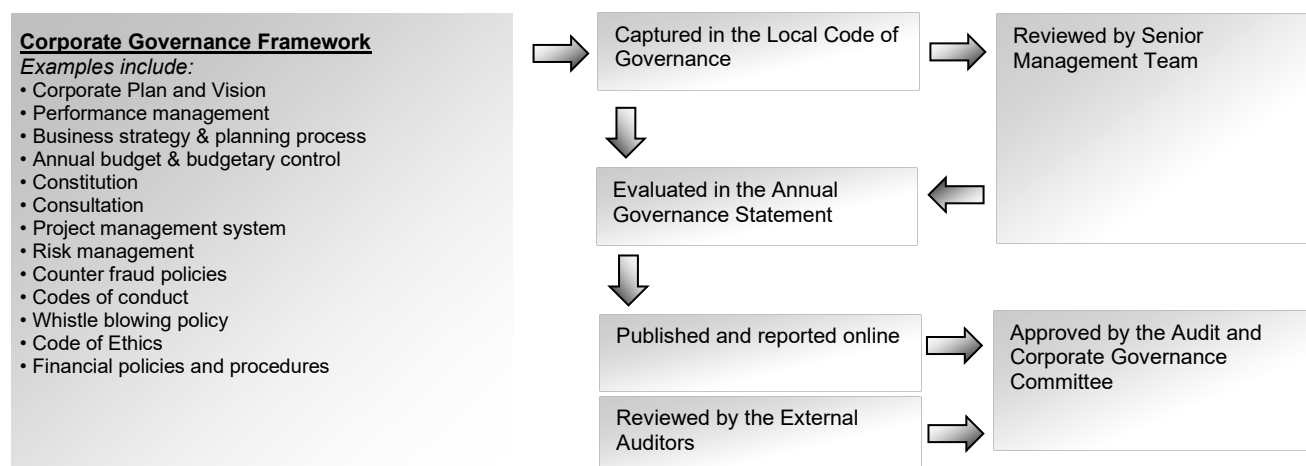 Corporate Governance Framework
Examples include:
• Corporate Plan and Vision
• Performance management
• Business strategy & planning process
• Annual budget & budgetary control
• Constitution
• Consultation
• Project management system
• Risk management
• Counter fraud policies
• Codes of conduct
• Whistle blowing policy
• Code of Ethics
• Financial policies and procedures
Captured in the Local Code of
Governance
Reviewed by Senior
Management Team
Evaluated in the Annual
Governance Statement
Published and reported online
Approved by the Audit and
Corporate Governance
Committee
Reviewed by the External
Auditors